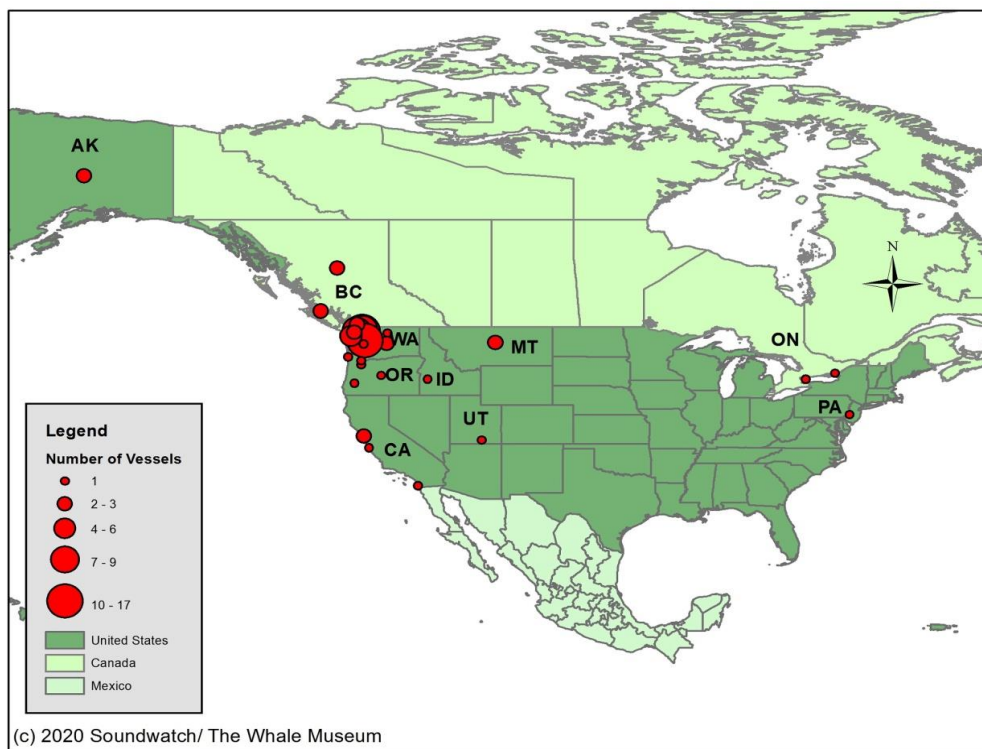 AK
N
BC
WA
MT
ON
OR
ID
PA
UT
CA
Legend
Number of Vessels
1
2 - 3
4 - 6
7 - 9
10 - 17
United States
Canada
Mexico
(c) 2020 Soundwatch/ The Whale Museum